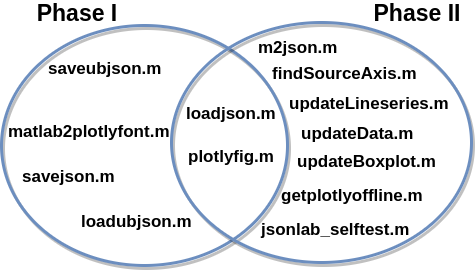 Phase I
Phase II
saveubjson.m
matlab2plotlyfont.m
savejson.m
loadubjson.m
loadjson.m
plotlyfig.m
m2json.m
findSourceAxis.m
updateLineseries.m
updateData.m
updateBoxplot.m
getplotlyoffline.m
jsonlab_selftest.m